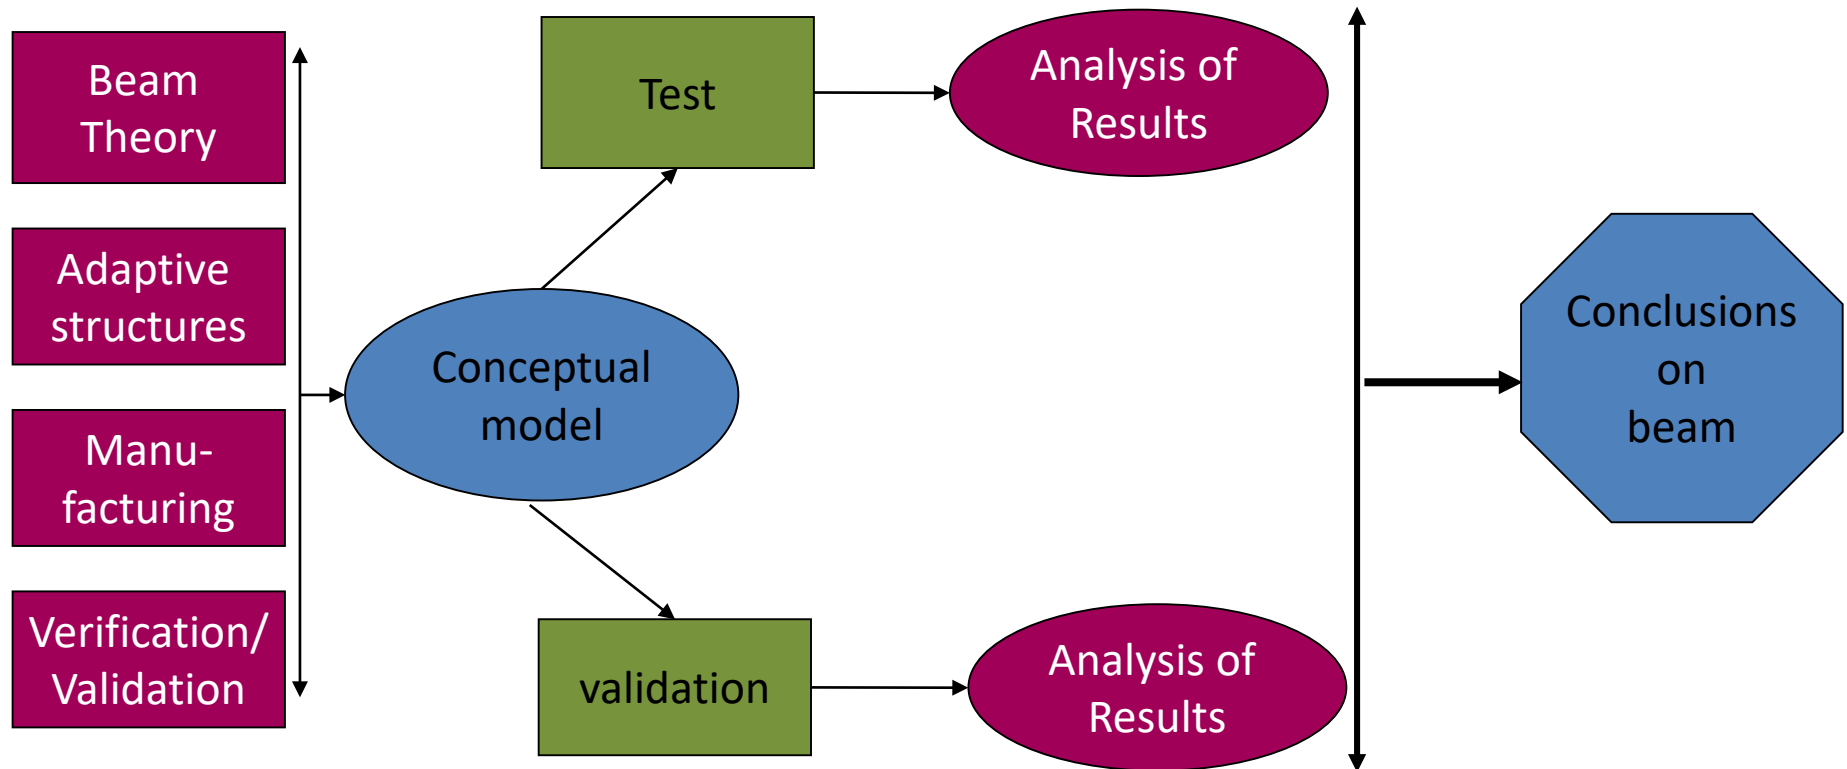 Beam
Theory
Adaptive
structures
Manu-
facturing
Verification/
Validation
Conceptual
model
Test
Analysis of
Results
validation
Analysis of
Results
Conclusions
on
beam